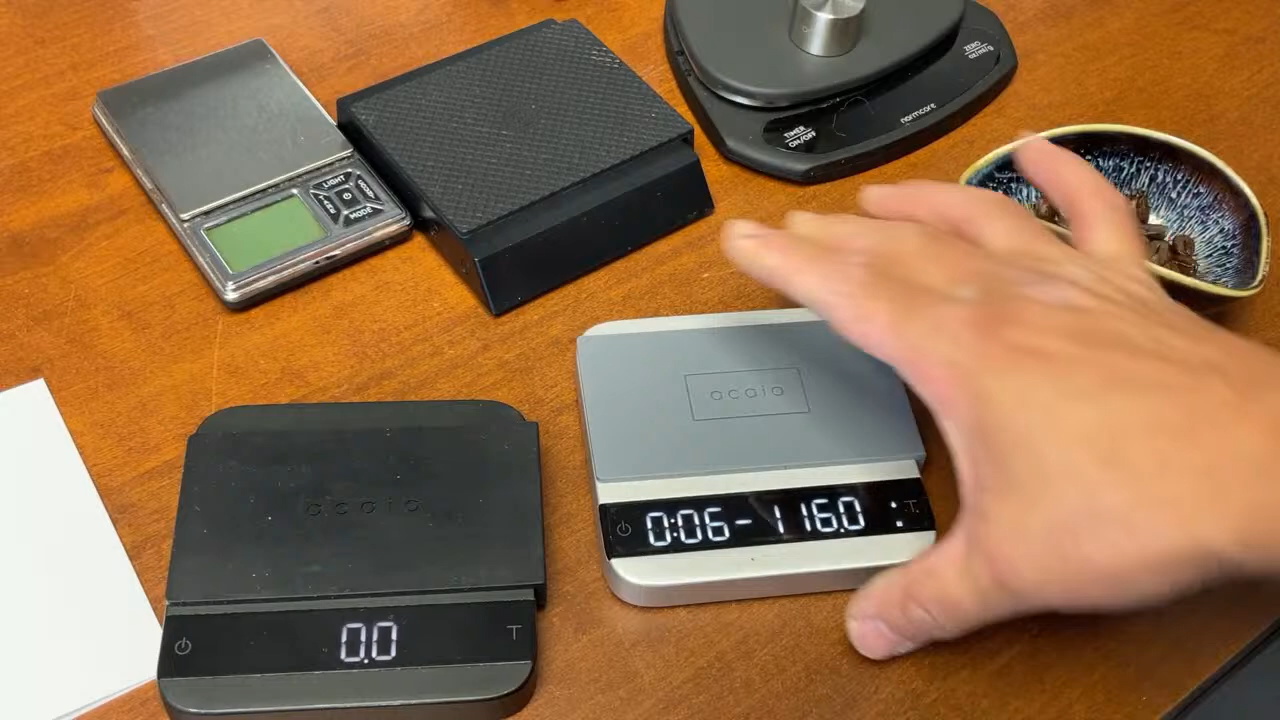 LIGHT
MODE
TIMER
ON/OFF
normcore
ZERO
acaia
0:06-116.0
T
acaia
0.0
T